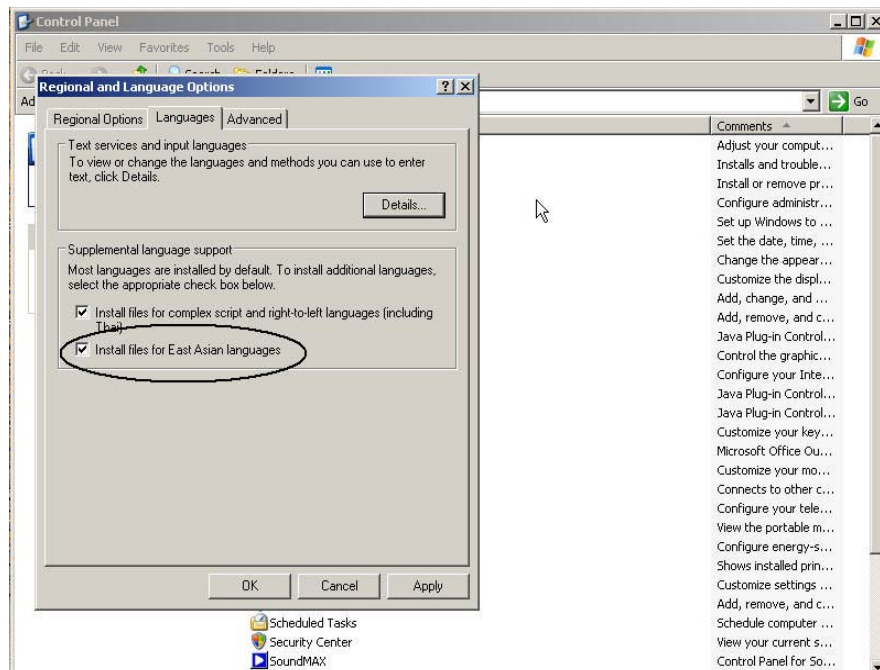 Control Panel
File Edit View Favorites Tools Help
Search Folders
Regional and Language Options
Ad
Go
Regional Options Languages Advanced
Comments
Text services and input languages
To view or change the languages and methods you can use to enter
text, click Details.
Details...
Supplemental language support
Most languages are installed by default. To install additional languages,
select the appropriate check box below.
Install files for complex script and right-to-left languages (including
Thai)
Install files for East Asian languages
OK Cancel Apply
Adjust your comput...
Installs and trouble...
Install or remove pr...
Configure administr...
Set up Windows to ...
Set the date, time, ...
Change the appear...
Customize the displ...
Add, change, and ...
Add, remove, and c...
Java Plug-in Control...
Control the graphic...
Configure your Inte...
Java Plug-in Control...
Java Plug-in Control...
Customize your key...
Microsoft Office Ou...
Customize your mo...
Connects to other c...
Configure your tele...
View the portable m...
Configure energy-s...
Shows installed prin...
Customize settings ...
Add, remove, and c...
Scheduled Tasks Schedule computer ...
Security Center View your current s...
SoundMAX Control Panel for So...